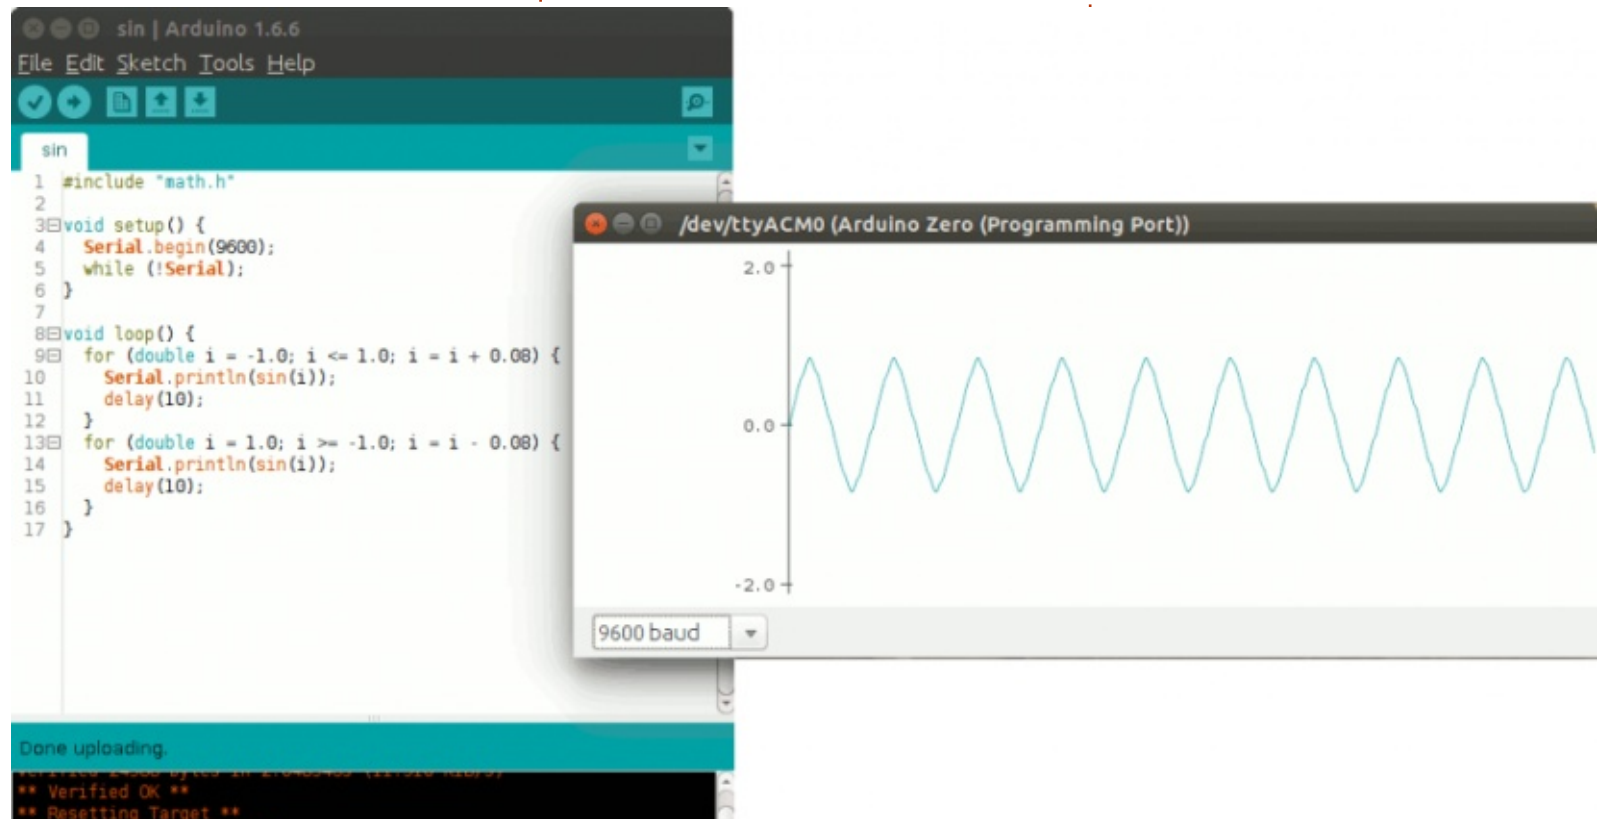 sin | Arduino 1.6.6
File Edit Sketch Tools Help
sin
1 #include "math.h"
2
3 void setup() {
4 Serial.begin(9600);
5 while (!Serial);
6 }
7
8 void loop() {
9 for (double i = -1.0; i <= 1.0; i = i + 0.08) {
10 Serial.println(sin(i));
11 delay(10);
12 }
13 for (double i = 1.0; i >= -1.0; i = i - 0.08) {
14 Serial.println(sin(i));
15 delay(10);
16 }
17 }
Done uploading.
** Verified OK **
** Resetting Target **
/dev/ttyACM0 (Arduino Zero (Programming Port))
2.0
0.0
-2.0
9600 baud